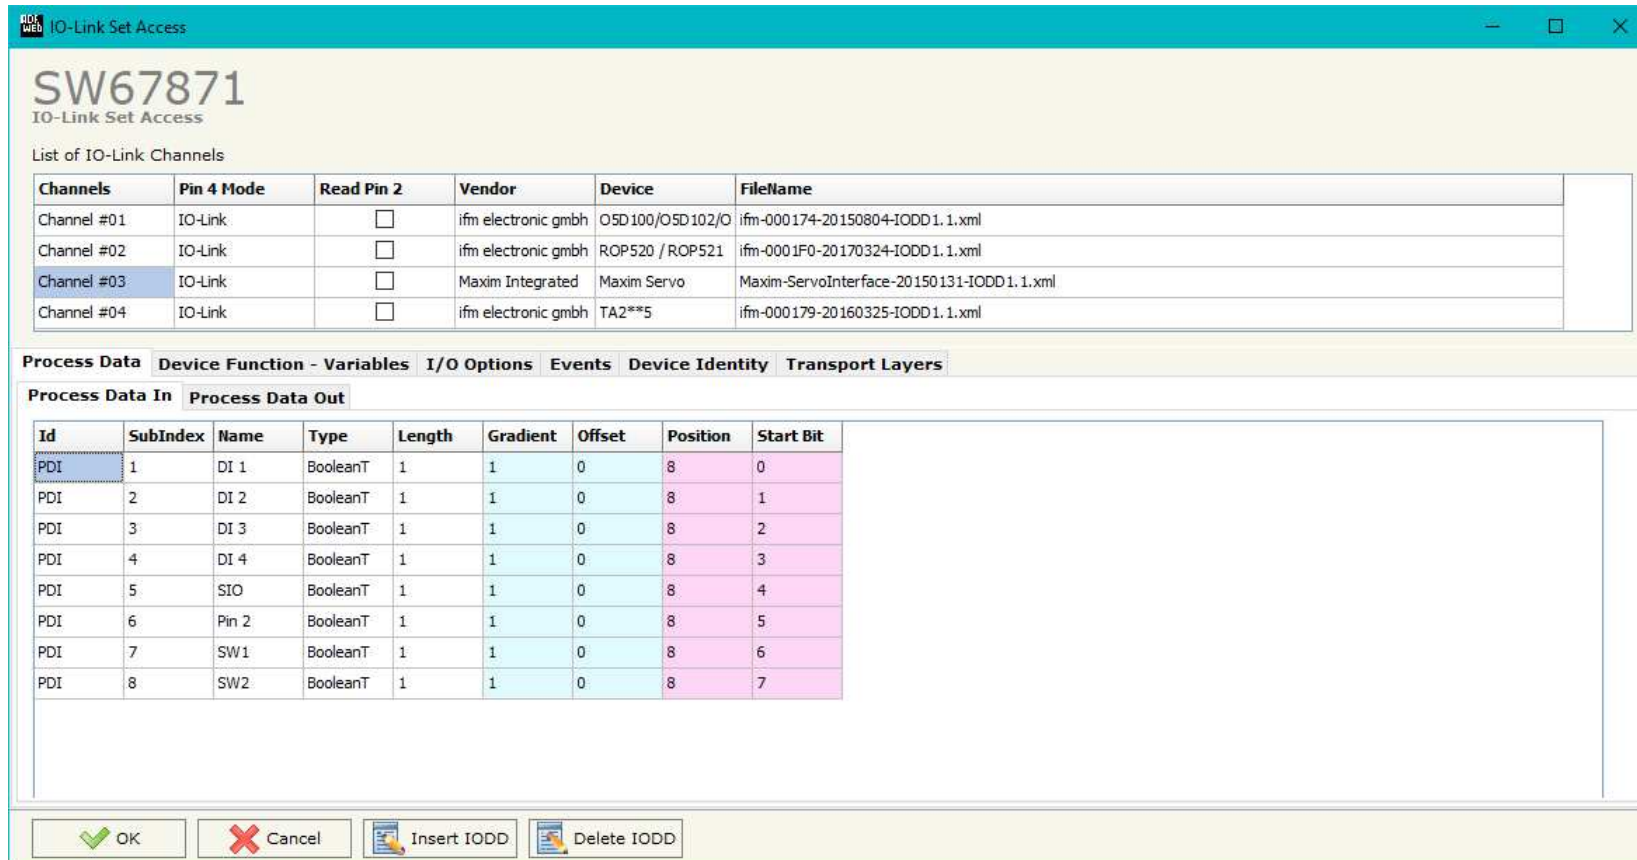 ADF WEB IO-Link Set Access
SW67871
IO-Link Set Access
List of IO-Link Channels
Channels Pin 4 Mode Read Pin 2 Vendor Device FileName
Channel #01 IO-Link ifm electronic gmbh O5D100/O5D102/O ifm-000174-20150804-IODD1.1.xml
Channel #02 IO-Link ifm electronic gmbh ROP520 / ROP521 ifm-0001F0-20170324-IODD1.1.xml
Channel #03 IO-Link Maxim Integrated Maxim Servo Maxim-ServoInterface-20150131-IODD1.1.xml
Channel #04 IO-Link ifm electronic gmbh TA2**5 ifm-000179-20160325-IODD1.1.xml
Process Data Device Function - Variables I/O Options Events Device Identity Transport Layers
Process Data In Process Data Out
Id SubIndex Name Type Length Gradient Offset Position Start Bit
PDI 1 DI 1 BooleanT 1 1 0 8 0
PDI 2 DI 2 BooleanT 1 1 0 8 1
PDI 3 DI 3 BooleanT 1 1 0 8 2
PDI 4 DI 4 BooleanT 1 1 0 8 3
PDI 5 SIO BooleanT 1 1 0 8 4
PDI 6 Pin 2 BooleanT 1 1 0 8 5
PDI 7 SW1 BooleanT 1 1 0 8 6
PDI 8 SW2 BooleanT 1 1 0 8 7
OK Cancel Insert IODD Delete IODD